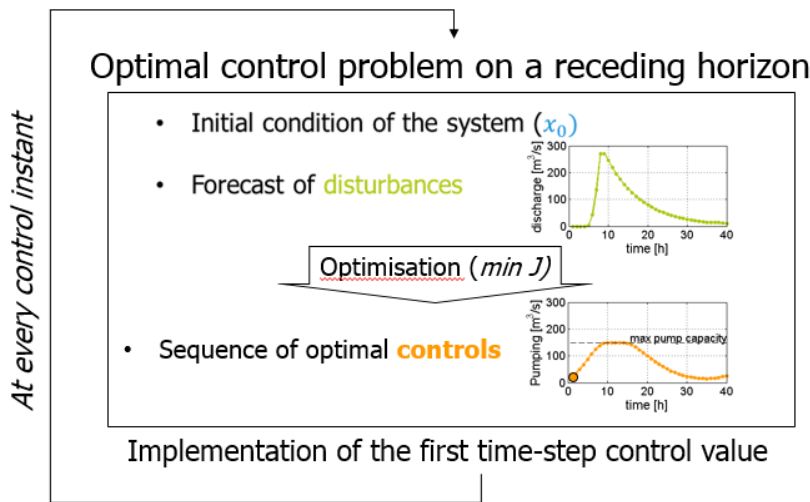 Optimal control problem on a receding horizon
At every control instant
• Initial condition of the system (x₀)
• Forecast of disturbances
300
200
100
0
discharge [m³/s]
0 10 20 30 40
time [h]
Optimisation (min J)
• Sequence of optimal controls
300
200
100
0
Pumping [m³/s]
max pump capacity
0 10 20 30 40
time [h]
Implementation of the first time-step control value